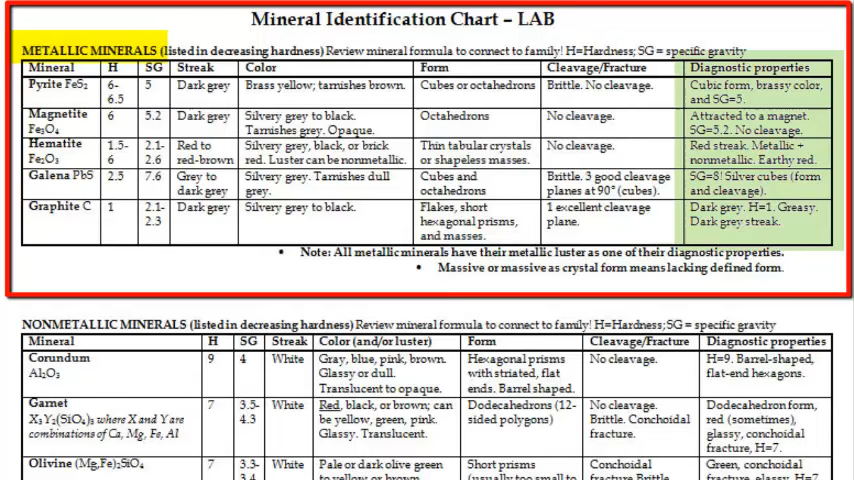 Mineral Identification Chart – LAB
METALLIC MINERALS (listed in decreasing hardness) Review mineral formula to connect to family! H=Hardness; SG = specific gravity
Mineral H SG Streak Color Form Cleavage/Fracture Diagnostic properties
Pyrite FeS₂ 6- 5 Dark grey Brass yellow; tarnishes brown. Cubes or octahedrons Brittle. No cleavage. Cubic form, brassy color,
6.5 and SG=5.
Magnetite 6 5.2 Dark grey Silvery grey to black. Octahedrons No cleavage. Attracted to a magnet.
Fe₃O₄ Tarnishes grey. Opaque. SG=5.2. No cleavage.
Hematite 1.5- 2.1- Red to Silvery grey, black, or brick Thin tabular crystals No cleavage. Red streak. Metallic +
Fe₂O₃ 6 2.6 red-brown red. Luster can be nonmetallic. or shapeless masses. nonmetallic. Earthy red.
Galena PbS 2.5 7.6 Grey to Silvery grey. Tarnishes dull Cubes and Brittle. 3 good cleavage SG=8! Silver cubes (form
dark grey grey. octahedrons planes at 90° (cubes). and cleavage).
Graphite C 1 2.1- Dark grey Silvery grey to black. Flakes, short 1 excellent cleavage Dark grey. H=1. Greasy.
2.3 hexagonal prisms, plane. Dark grey streak.
and masses.
• Note: All metallic minerals have their metallic luster as one of their diagnostic properties.
• Massive or massive as crystal form means lacking defined form.
NONMETALLIC MINERALS (listed in decreasing hardness) Review mineral formula to connect to family! H=Hardness; SG = specific gravity
Mineral H SG Streak Color (and/or luster) Form Cleavage/Fracture Diagnostic properties
Corundum 9 4 White Gray, blue, pink, brown. Hexagonal prisms No cleavage. H=9. Barrel-shaped,
Al₂O₃ Glassy or dull. with striated, flat flat-end hexagons.
Translucent to opaque. ends. Barrel shaped.
Garnet 7 3.5- White Red, black, or brown; can Dodecahedrons (12- No cleavage. Dodecahedron form,
X₃Y₂(SiO₄)₃ where X and Y are 4.3 be yellow, green, pink. sided polygons) Brittle. Conchoidal red (sometimes),
combinations of Ca, Mg, Fe, Al Glassy. Translucent. fracture. glassy, conchoidal
fracture, H=7.
Olivine (Mg,Fe)₂SiO₄ 7 3.3- White Pale or dark olive green Short prisms Conchoidal Green, conchoidal
3.4 to yellow or brown. (usually too small to fracture Brittle fracture, glassy, H=7